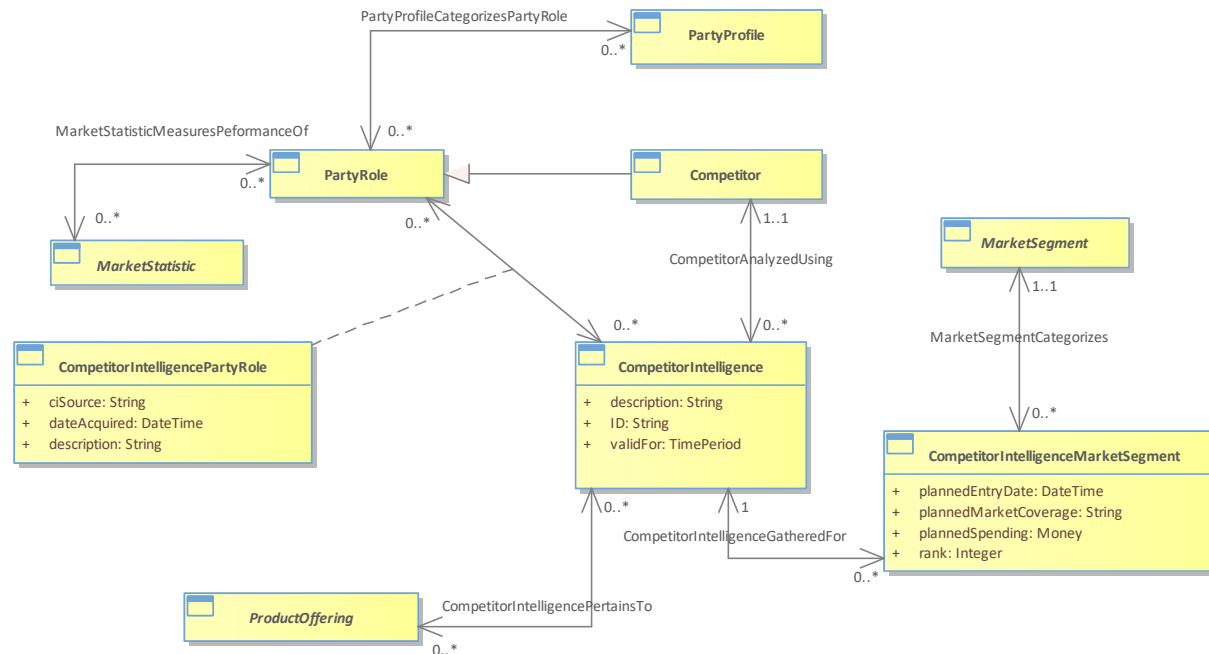 PartyProfileCategorizesPartyRole
PartyProfile
0..*
0..*
MarketStatisticMeasuresPeformanceOf
PartyRole
Competitor
0..*
0..*
0..*
1..1
MarketStatistic
CompetitorAnalyzedUsing
MarketSegment
1..1
0..*
0..*
MarketSegmentCategorizes
CompetitorIntelligencePartyRole
+ ciSource: String
+ dateAcquired: DateTime
+ description: String
CompetitorIntelligence
+ description: String
+ ID: String
+ validFor: TimePeriod
0..*
CompetitorIntelligenceMarketSegment
+ plannedEntryDate: DateTime
+ plannedMarketCoverage: String
+ plannedSpending: Money
+ rank: Integer
0..*
1
CompetitorIntelligenceGatheredFor
0..*
ProductOffering
CompetitorIntelligencePertainsTo
0..*